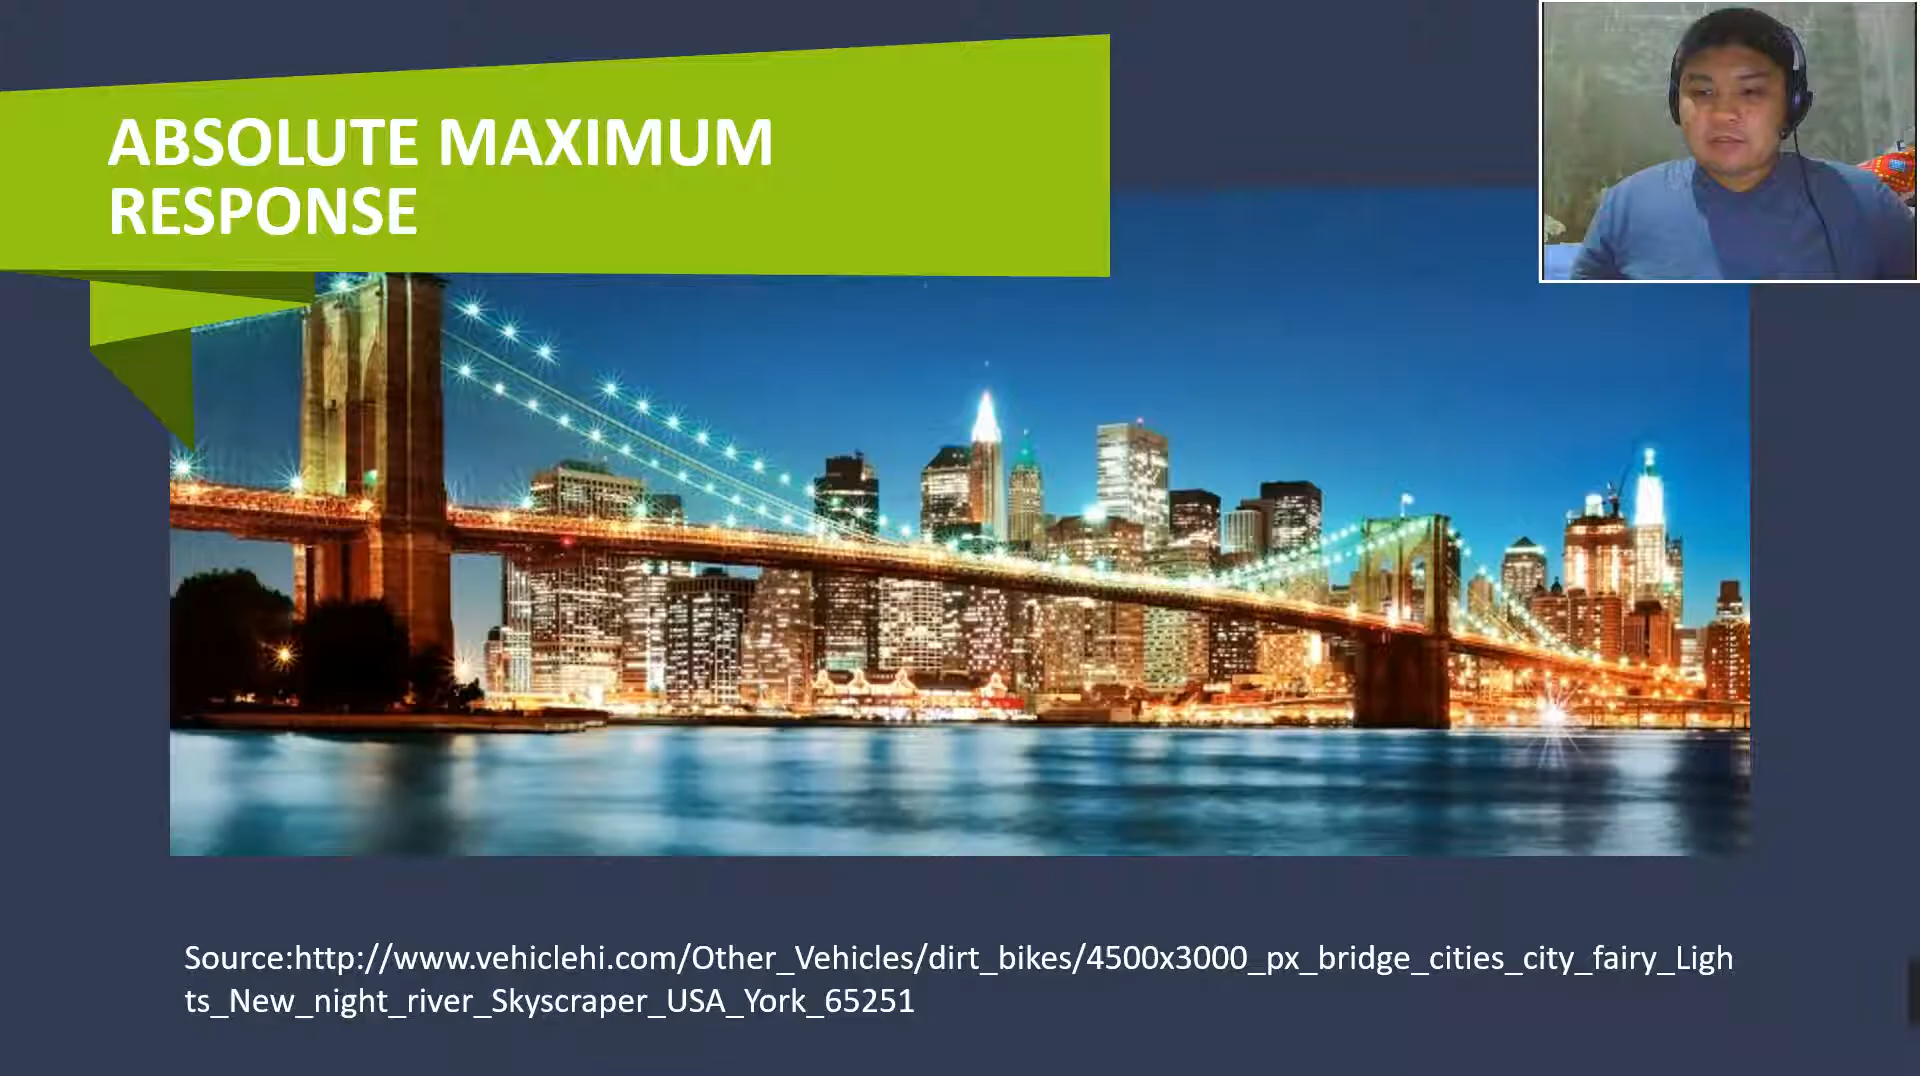 ABSOLUTE MAXIMUM
RESPONSE
Source:http://www.vehiclehi.com/Other_Vehicles/dirt_bikes/4500x3000_px_bridge_cities_city_fairy_Ligh
ts_New_night_river_Skyscraper_USA_York_65251